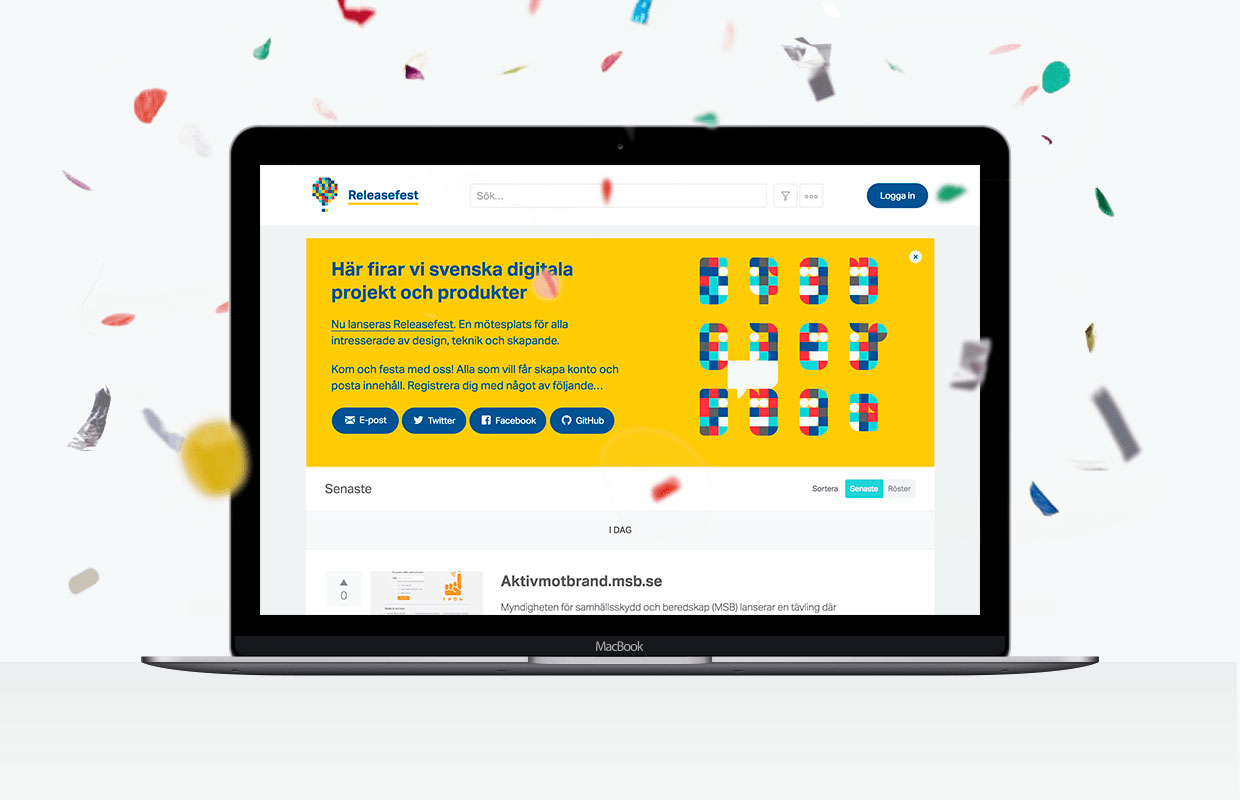 Releasefest
Sök...
Logga in
Här firar vi svenska digitala
projekt och produkter
Nu lanseras Releasefest. En mötesplats för alla
intresserade av design, teknik och skapande.
Kom och festa med oss! Alla som vill får skapa konto och
posta innehåll. Registrera dig med något av följande...
E-post
Twitter
Facebook
GitHub
Senaste
Sortera
Senaste
Röster
I DAG
0
Aktivmotbrand.msb.se
Myndigheten för samhällsskydd och beredskap (MSB) lanserar en tävling där
MacBook